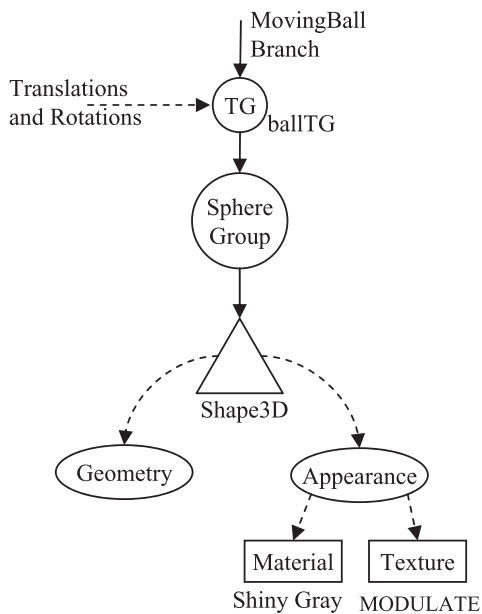 MovingBall
Branch
Translations
and Rotations
TG
ballTG
Sphere
Group
Shape3D
Geometry
Appearance
Material
Texture
Shiny Gray
MODULATE